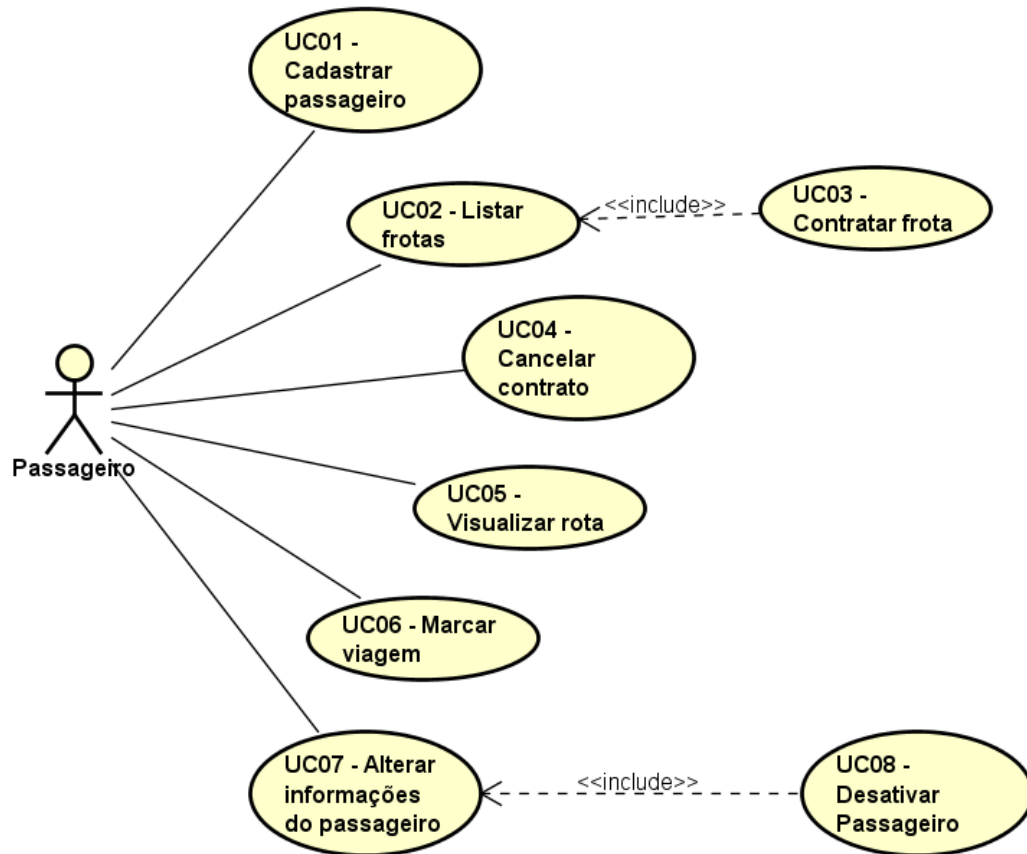 UC01 -
Cadastrar
passageiro
UC02 - Listar
frotas
<<include>>
UC03 -
Contratar frota
UC04 -
Cancelar
contrato
Passageiro
UC05 -
Visualizar rota
UC06 - Marcar
viagem
UC07 - Alterar
informações
do passageiro
<<include>>
UC08 -
Desativar
Passageiro